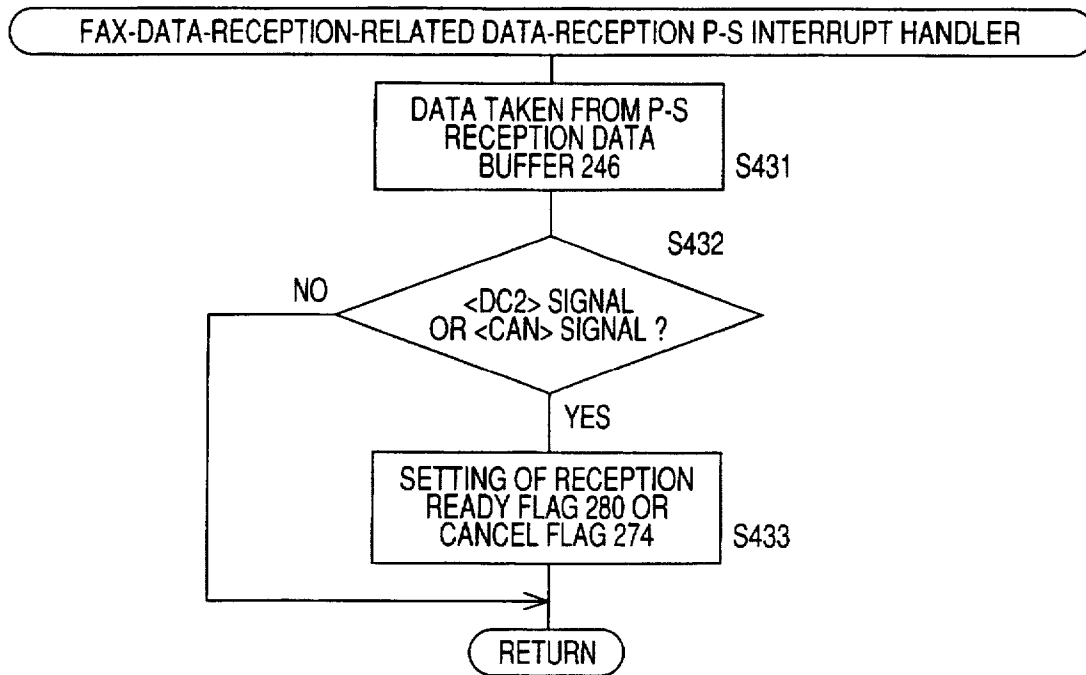 FAX-DATA-RECEPTION-RELATED DATA-RECEPTION P-S INTERRUPT HANDLER
DATA TAKEN FROM P-S
RECEPTION DATA
BUFFER 246
S431
S432
NO
<DC2> SIGNAL
OR <CAN> SIGNAL ?
YES
SETTING OF RECEPTION
READY FLAG 280 OR
CANCEL FLAG 274
S433
RETURN